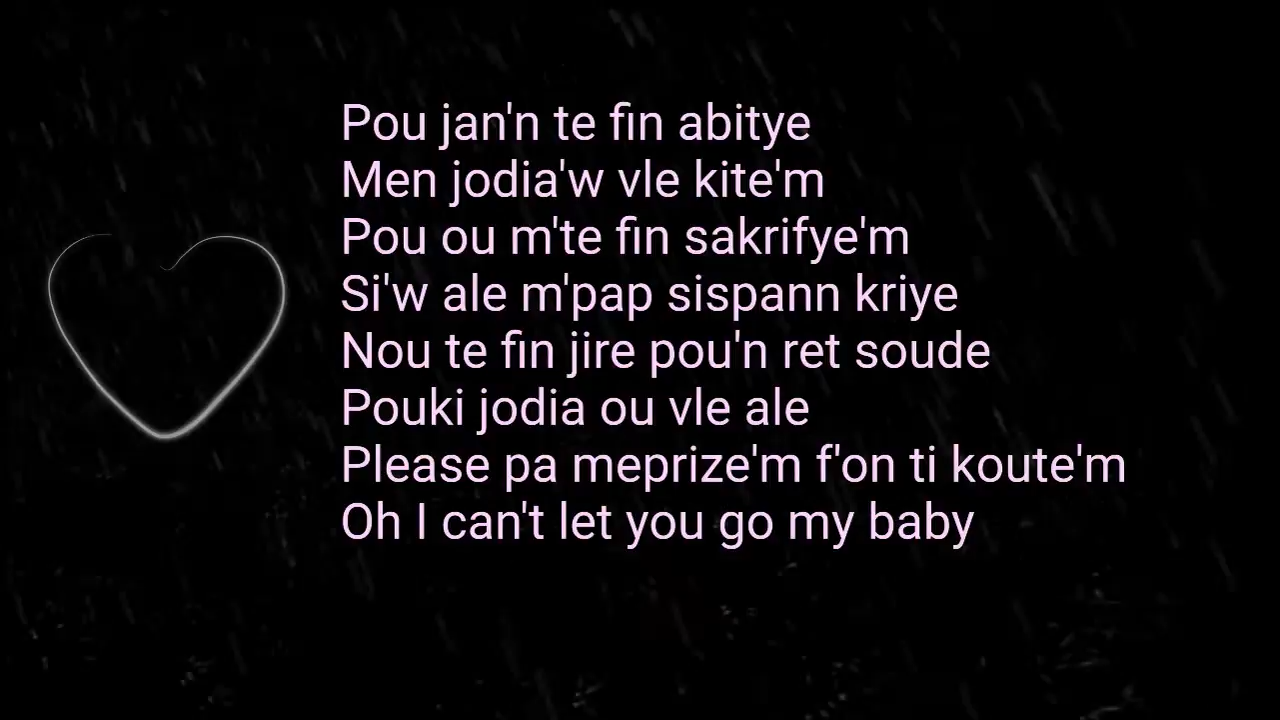 Pou jan'n te fin abitye
Men jodia'w vle kite'm
Pou ou m'te fin sakrifye'm
Si'w ale m'pap sispann kriye
Nou te fin jire pou'n ret soude
Pouki jodia ou vle ale
Please pa meprize'm f'on ti koute'm
Oh I can't let you go my baby